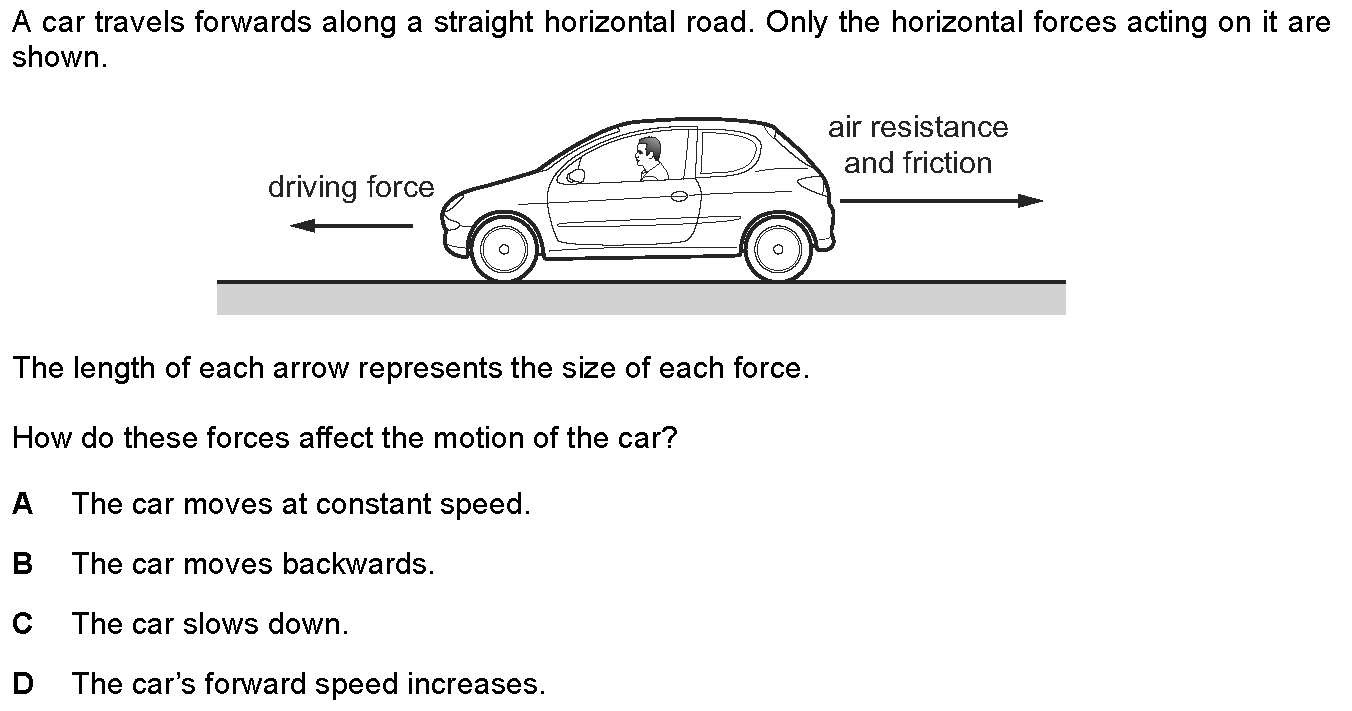 A car travels forwards along a straight horizontal road. Only the horizontal forces acting on it are
shown.
driving force
air resistance
and friction
The length of each arrow represents the size of each force.
How do these forces affect the motion of the car?
A The car moves at constant speed.
B The car moves backwards.
C The car slows down.
D The car’s forward speed increases.